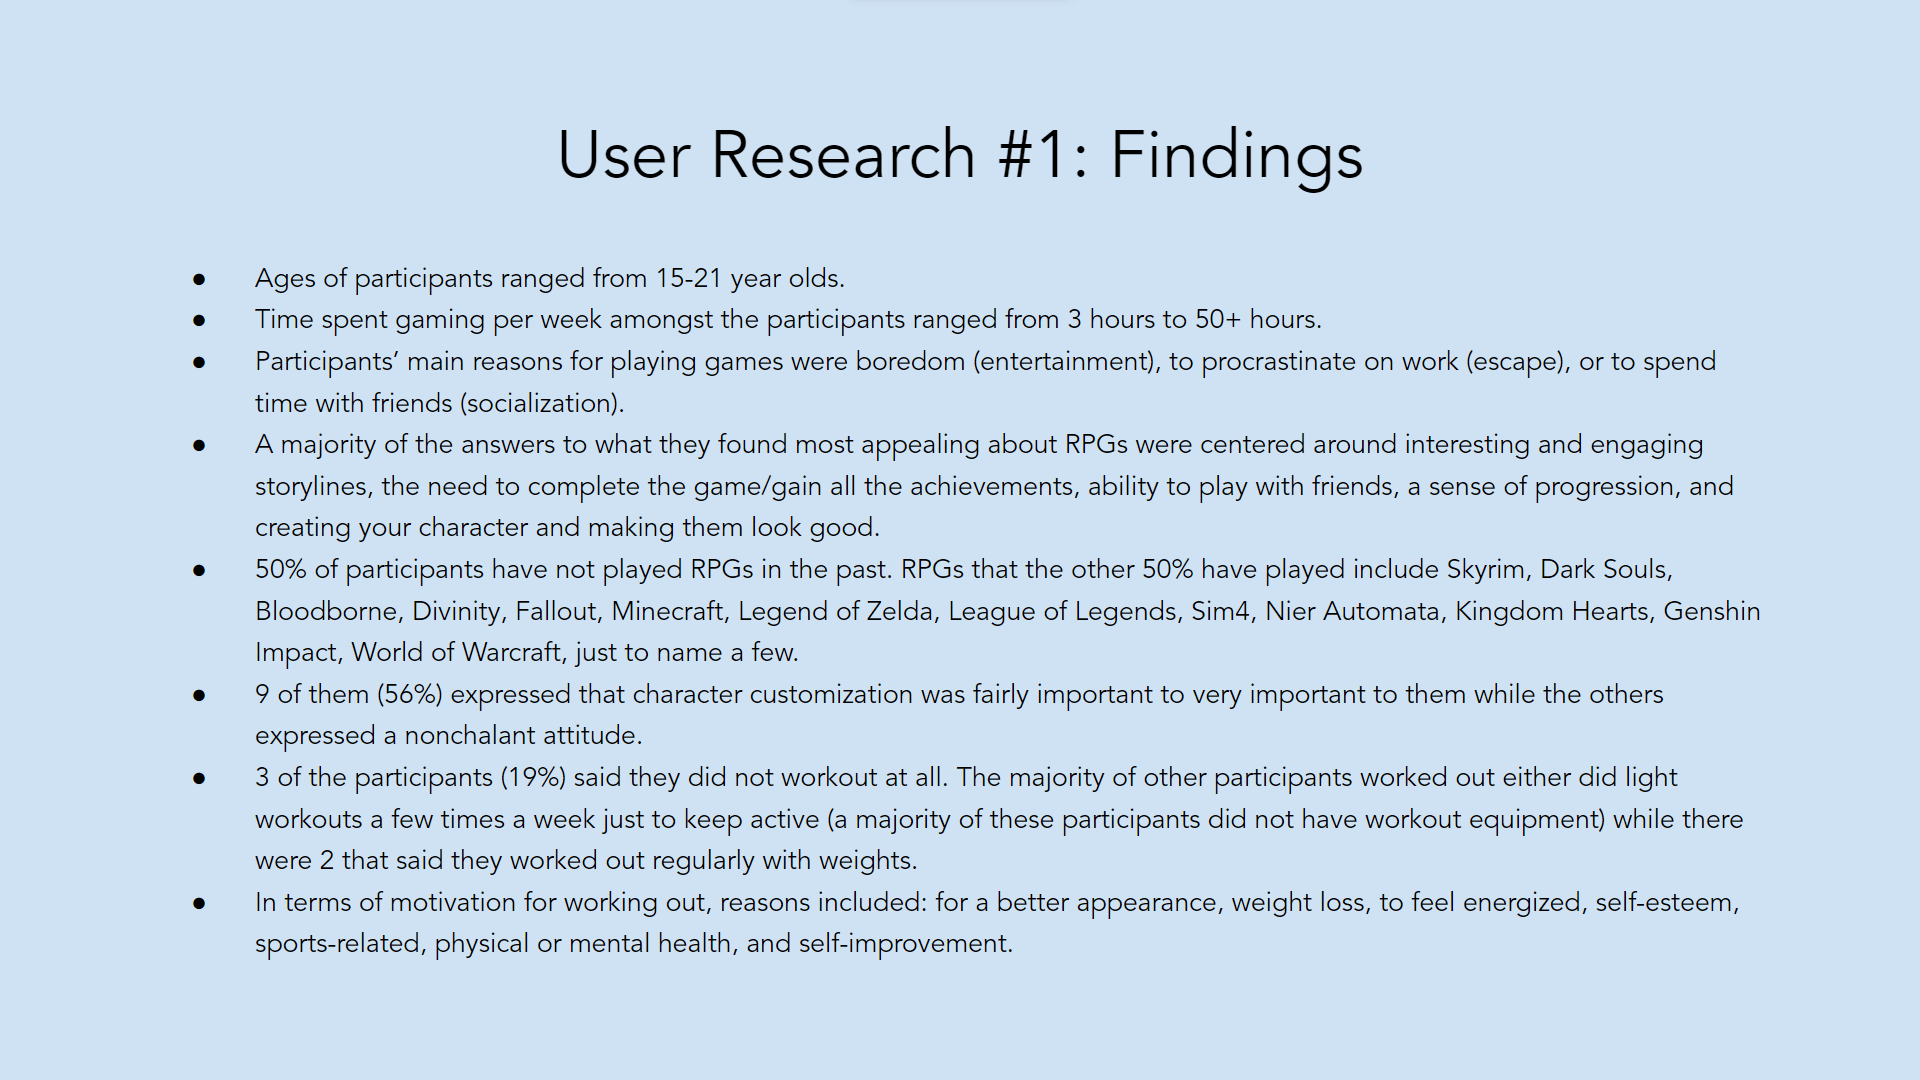 User Research #1: Findings
● Ages of participants ranged from 15-21 year olds.
● Time spent gaming per week amongst the participants ranged from 3 hours to 50+ hours.
● Participants’ main reasons for playing games were boredom (entertainment), to procrastinate on work (escape), or to spend
time with friends (socialization).
● A majority of the answers to what they found most appealing about RPGs were centered around interesting and engaging
storylines, the need to complete the game/gain all the achievements, ability to play with friends, a sense of progression, and
creating your character and making them look good.
● 50% of participants have not played RPGs in the past. RPGs that the other 50% have played include Skyrim, Dark Souls,
Bloodborne, Divinity, Fallout, Minecraft, Legend of Zelda, League of Legends, Sim4, Nier Automata, Kingdom Hearts, Genshin
Impact, World of Warcraft, just to name a few.
● 9 of them (56%) expressed that character customization was fairly important to very important to them while the others
expressed a nonchalant attitude.
● 3 of the participants (19%) said they did not workout at all. The majority of other participants worked out either did light
workouts a few times a week just to keep active (a majority of these participants did not have workout equipment) while there
were 2 that said they worked out regularly with weights.
● In terms of motivation for working out, reasons included: for a better appearance, weight loss, to feel energized, self-esteem,
sports-related, physical or mental health, and self-improvement.